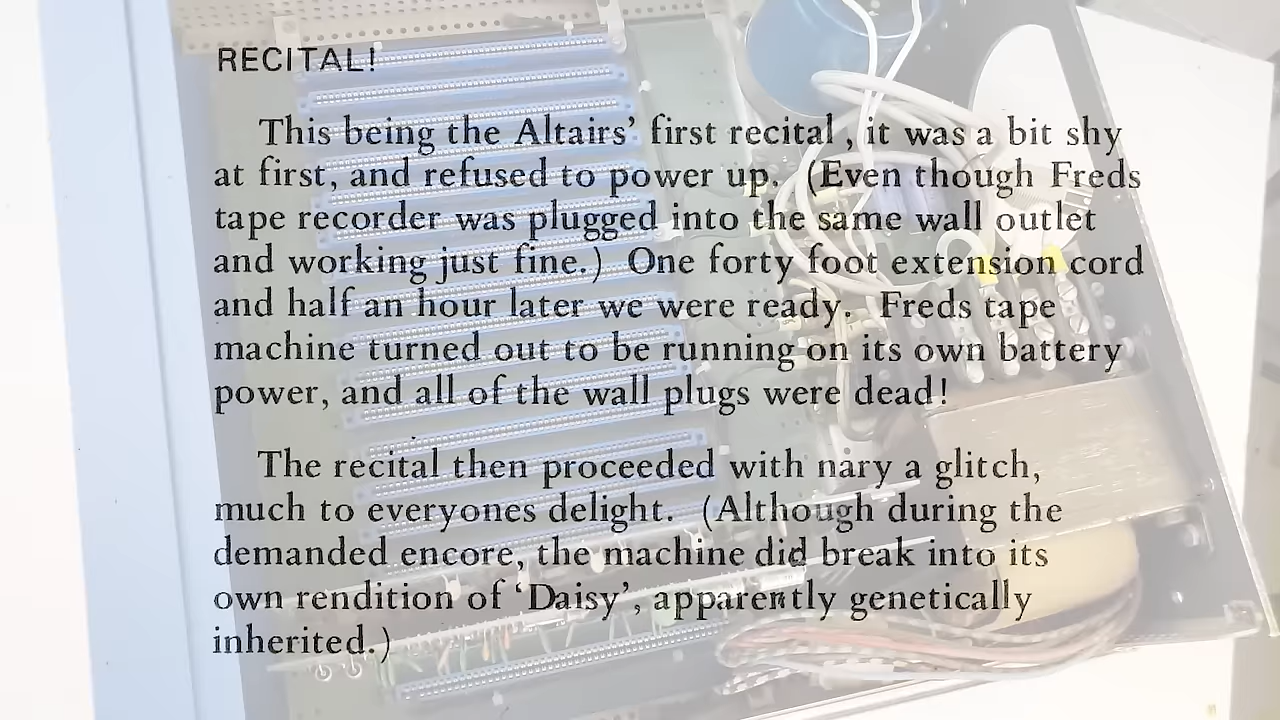 RECITAL!
This being the Altairs’ first recital, it was a bit shy
at first, and refused to power up. (Even though Freds
tape recorder was plugged into the same wall outlet
and working just fine.) One forty foot extension cord
and half an hour later we were ready. Freds tape
machine turned out to be running on its own battery
power, and all of the wall plugs were dead!
The recital then proceeded with nary a glitch,
much to everyones delight. (Although during the
demanded encore, the machine did break into its
own rendition of ‘Daisy’, apparently genetically
inherited.)